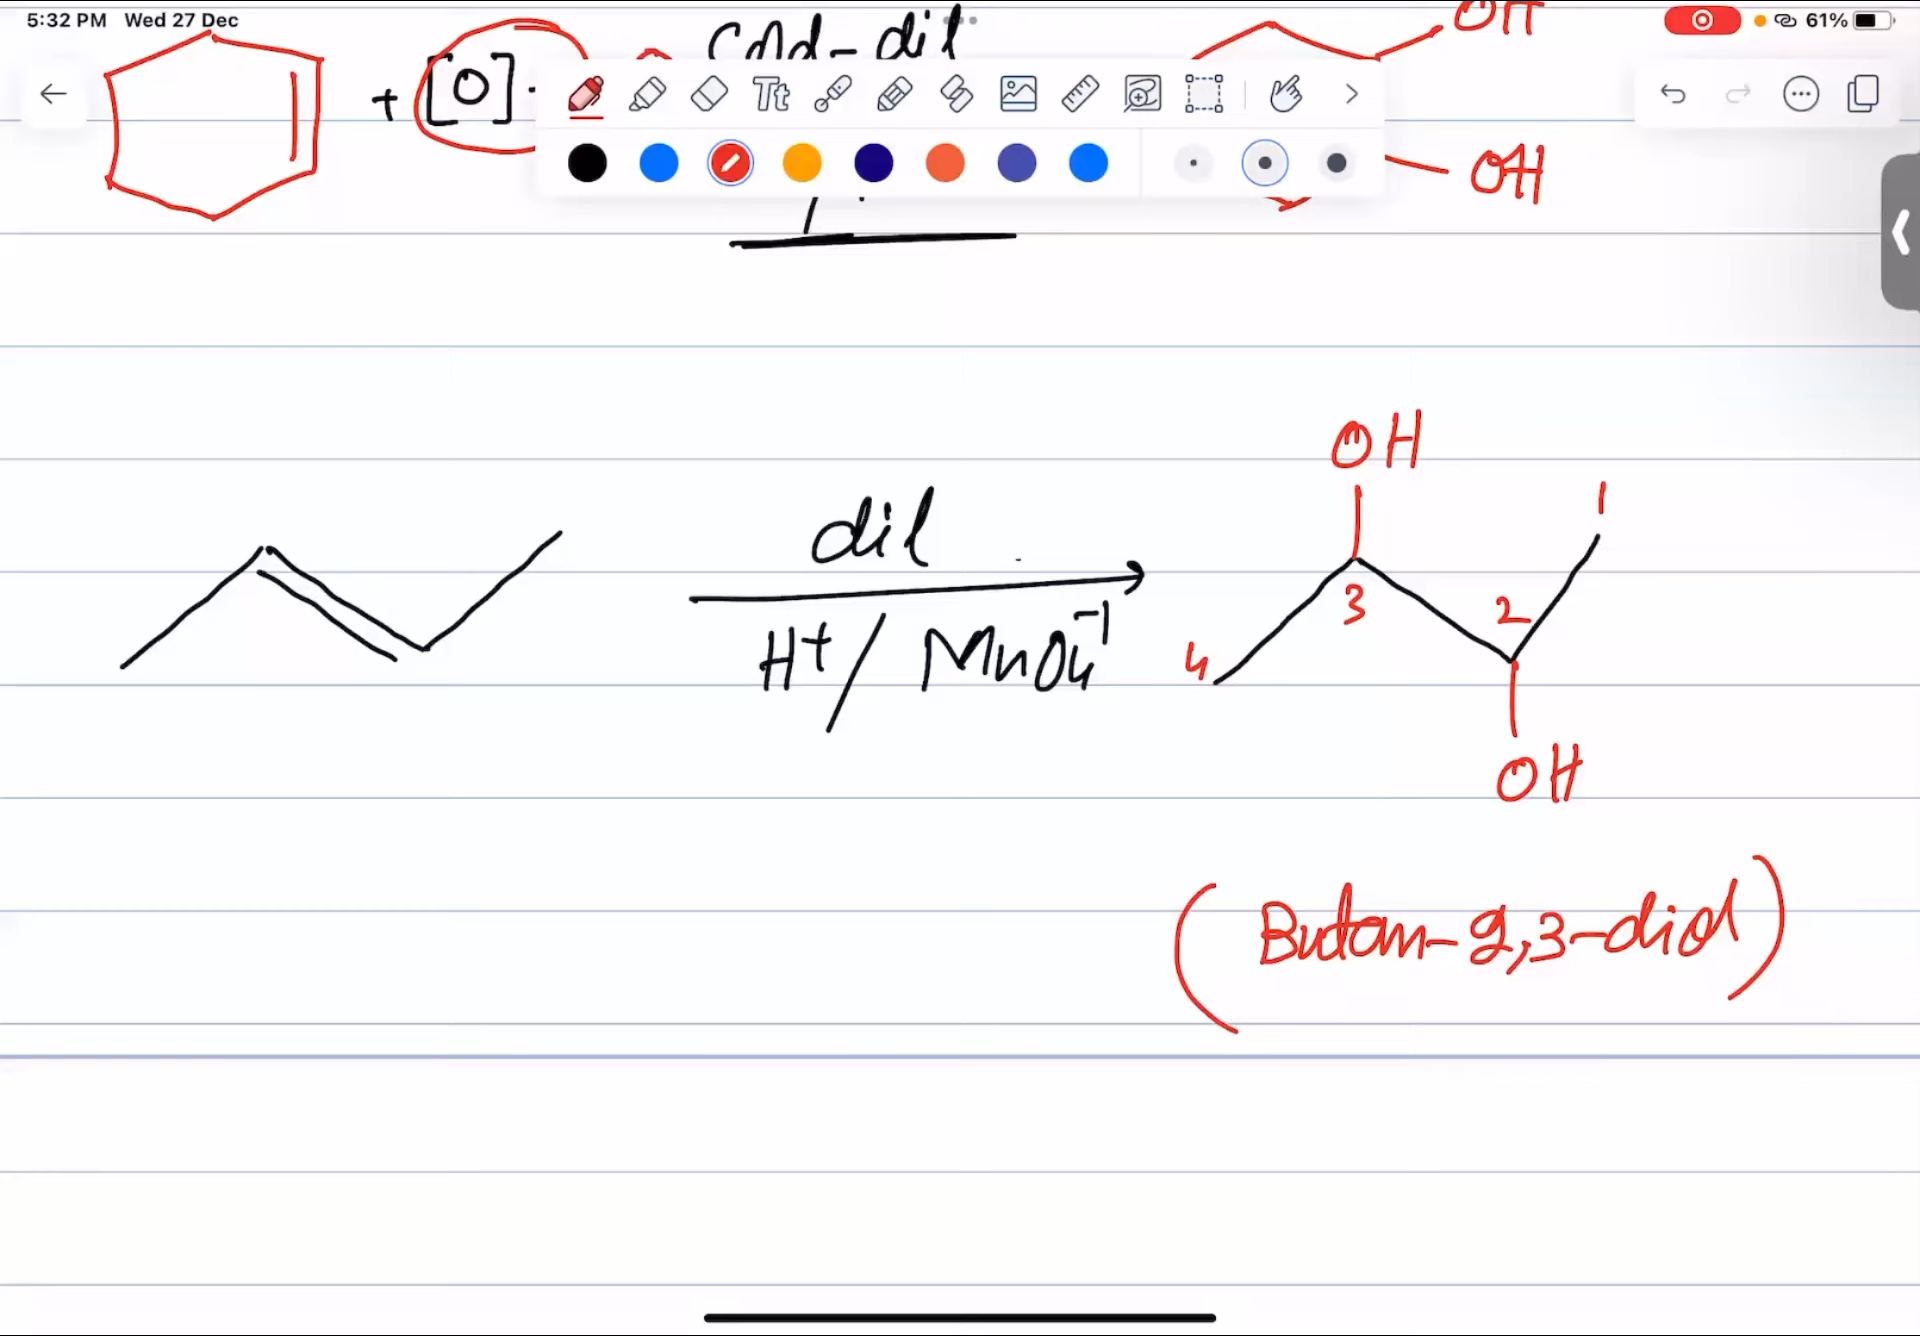 5:32 PM Wed 27 Dec
61%
cold-dil
OH
+ [O]
Tt
OH
OH
1
dil
3
2
H+/ MnO4-1
4
OH
(Butan-2,3-diol)